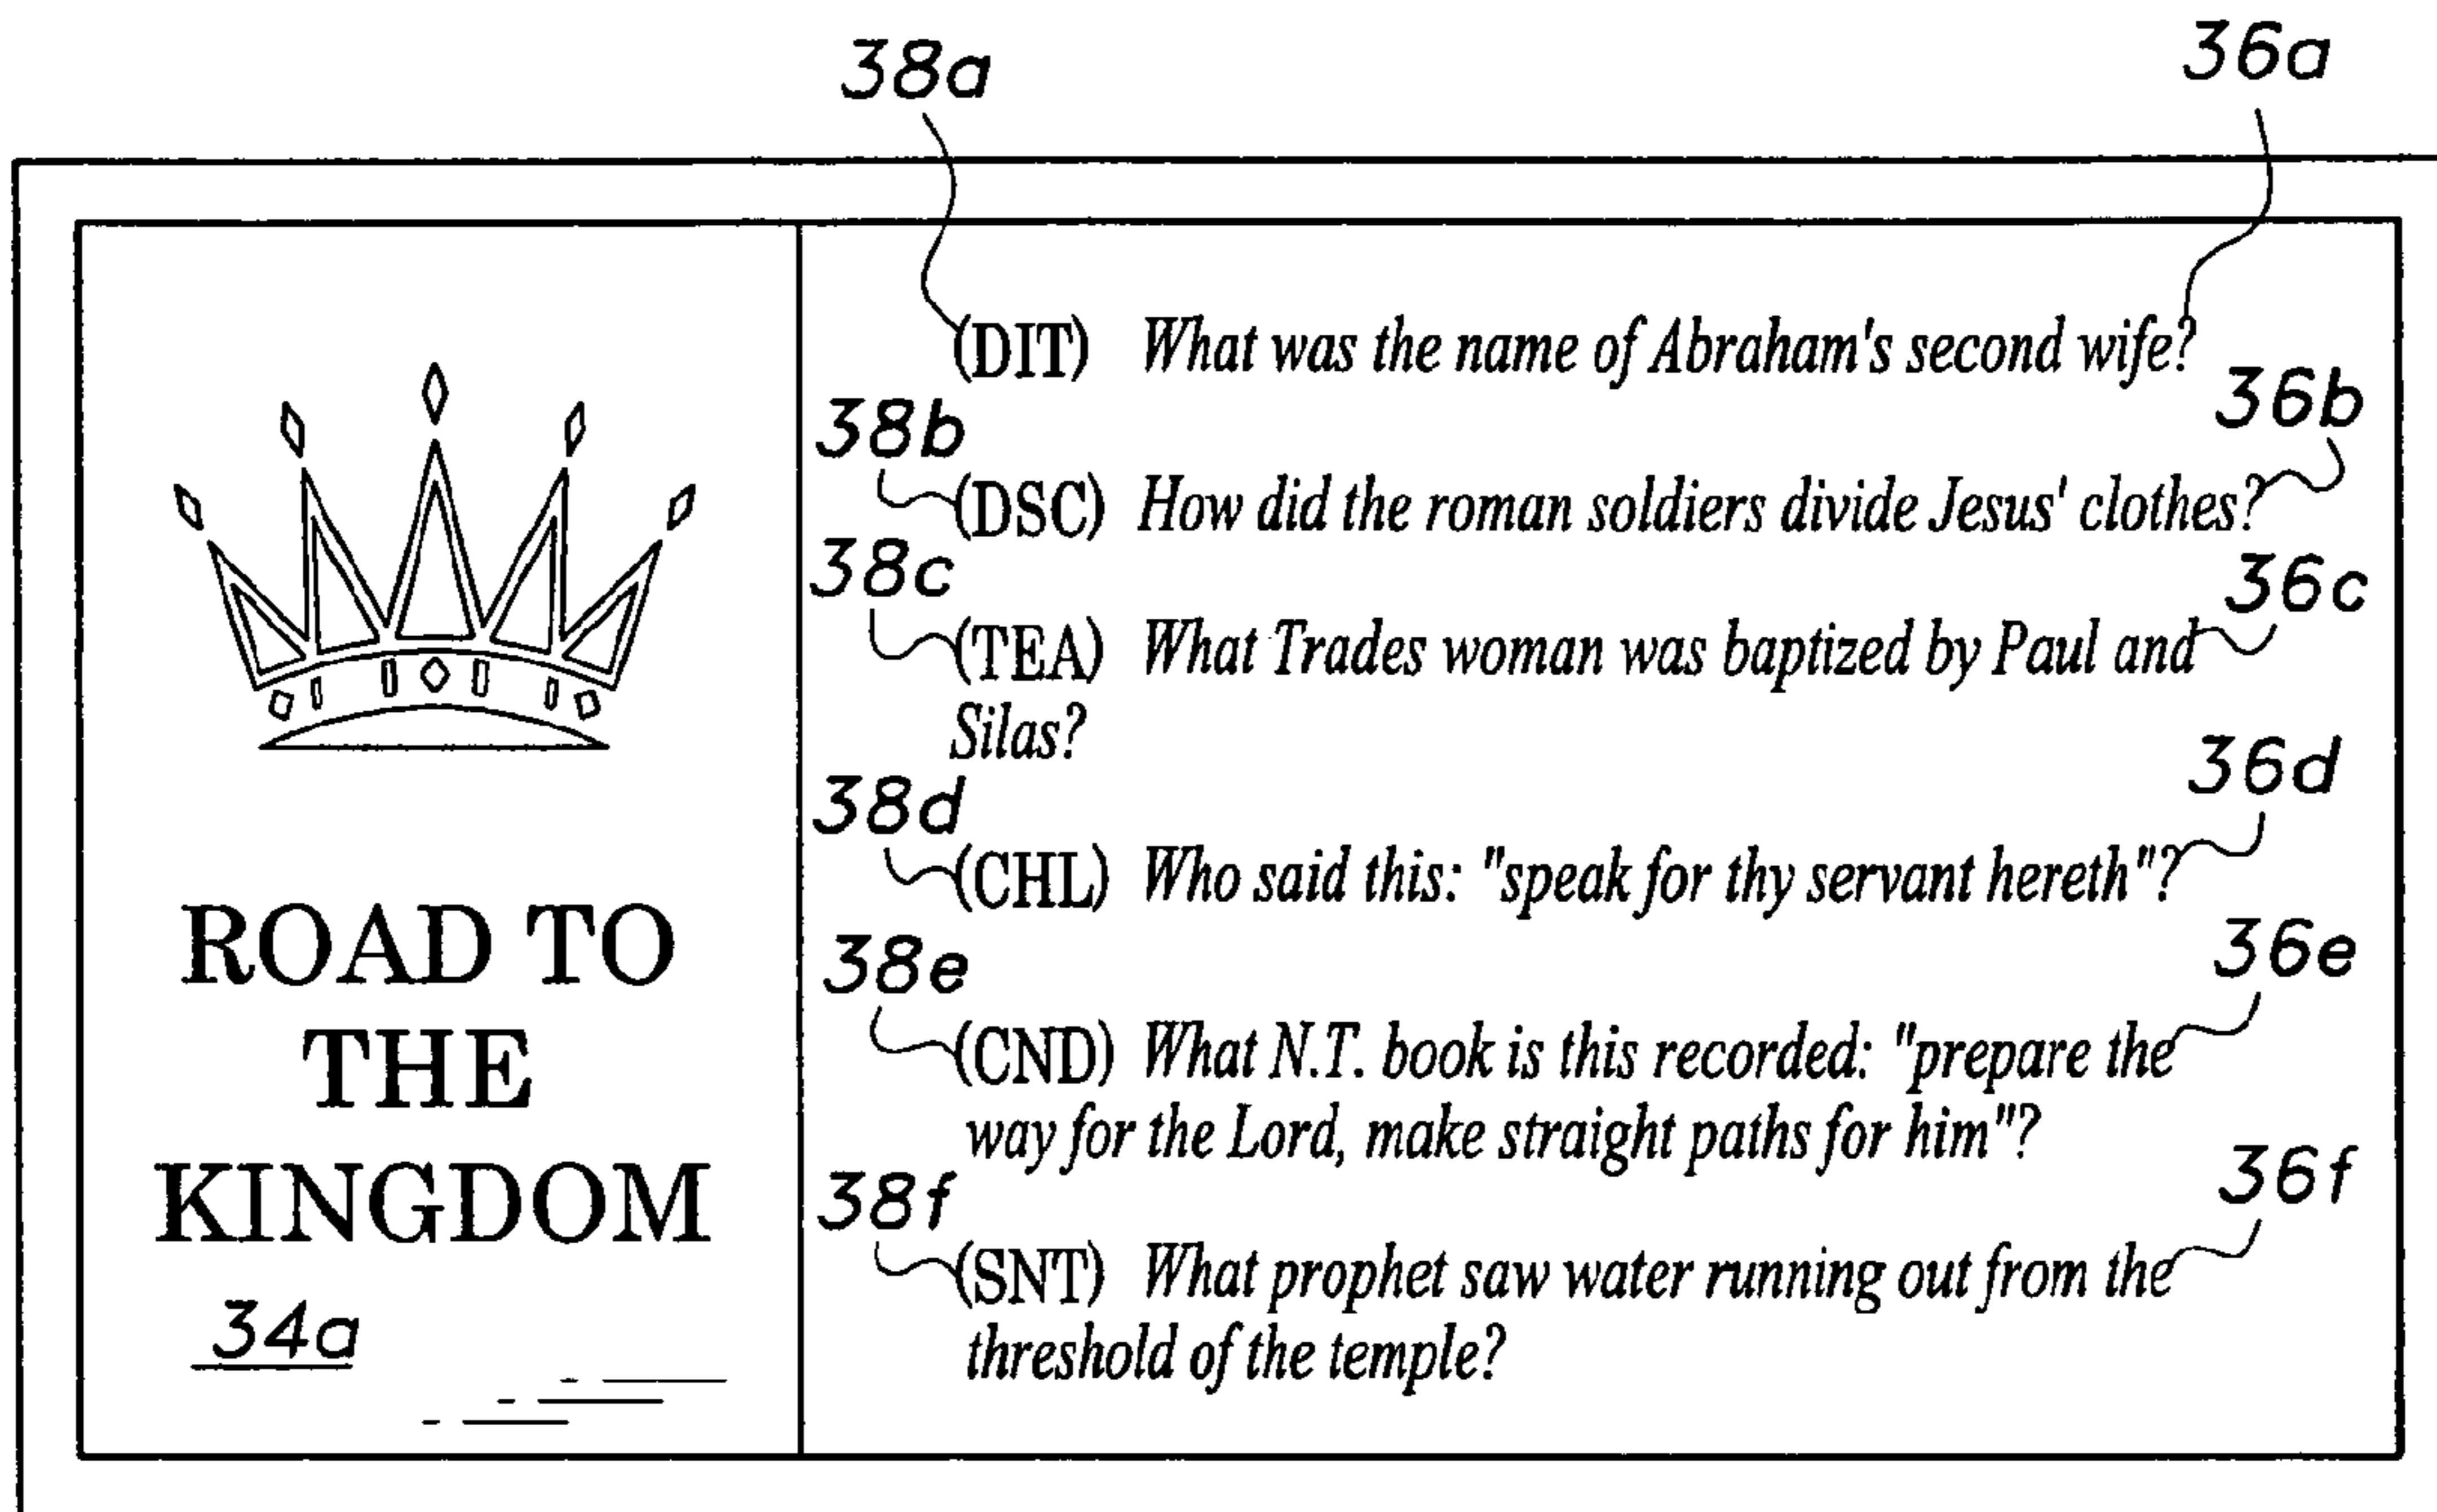 38a
36a
ROAD TO
THE
KINGDOM
34a
(DIT) What was the name of Abraham's second wife?
38b
36b
(DSC) How did the roman soldiers divide Jesus' clothes?
38c
36c
(TEA) What Trades woman was baptized by Paul and
Silas?
38d
36d
(CHL) Who said this: "speak for thy servant hereth"?
38e
36e
(CND) What N.T. book is this recorded: "prepare the
way for the Lord, make straight paths for him"?
38f
36f
(SNT) What prophet saw water running out from the
threshold of the temple?